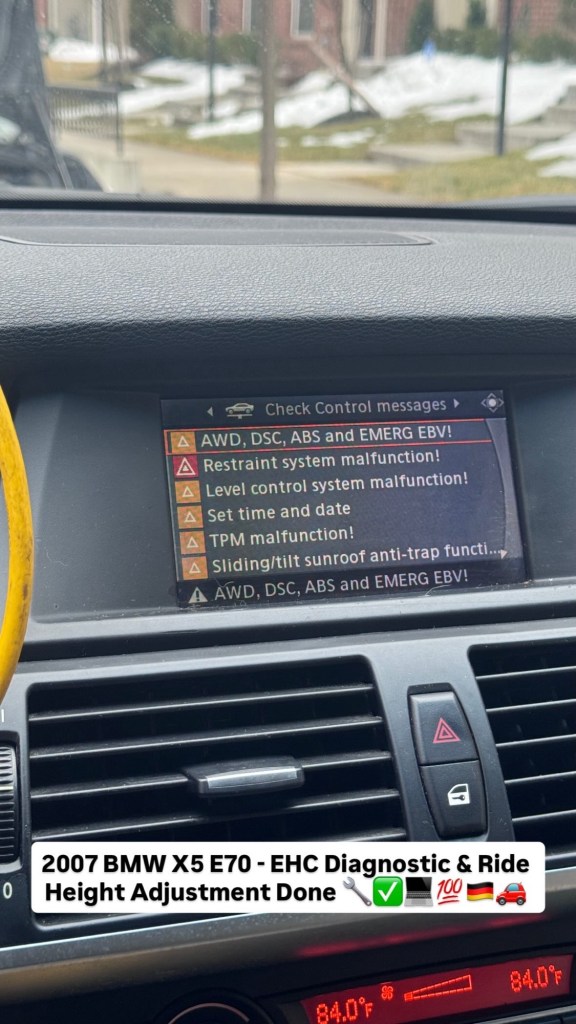 Check Control messages
AWD, DSC, ABS and EMERG EBV!
Restraint system malfunction!
Level control system malfunction!
Set time and date
TPM malfunction!
Sliding/tilt sunroof anti-trap functi...
AWD, DSC, ABS and EMERG EBV!
0
2007 BMW X5 E70 - EHC Diagnostic & Ride
Height Adjustment Done 🔧✅💻💯🇩🇪🚗
84.0°F 84.0°F